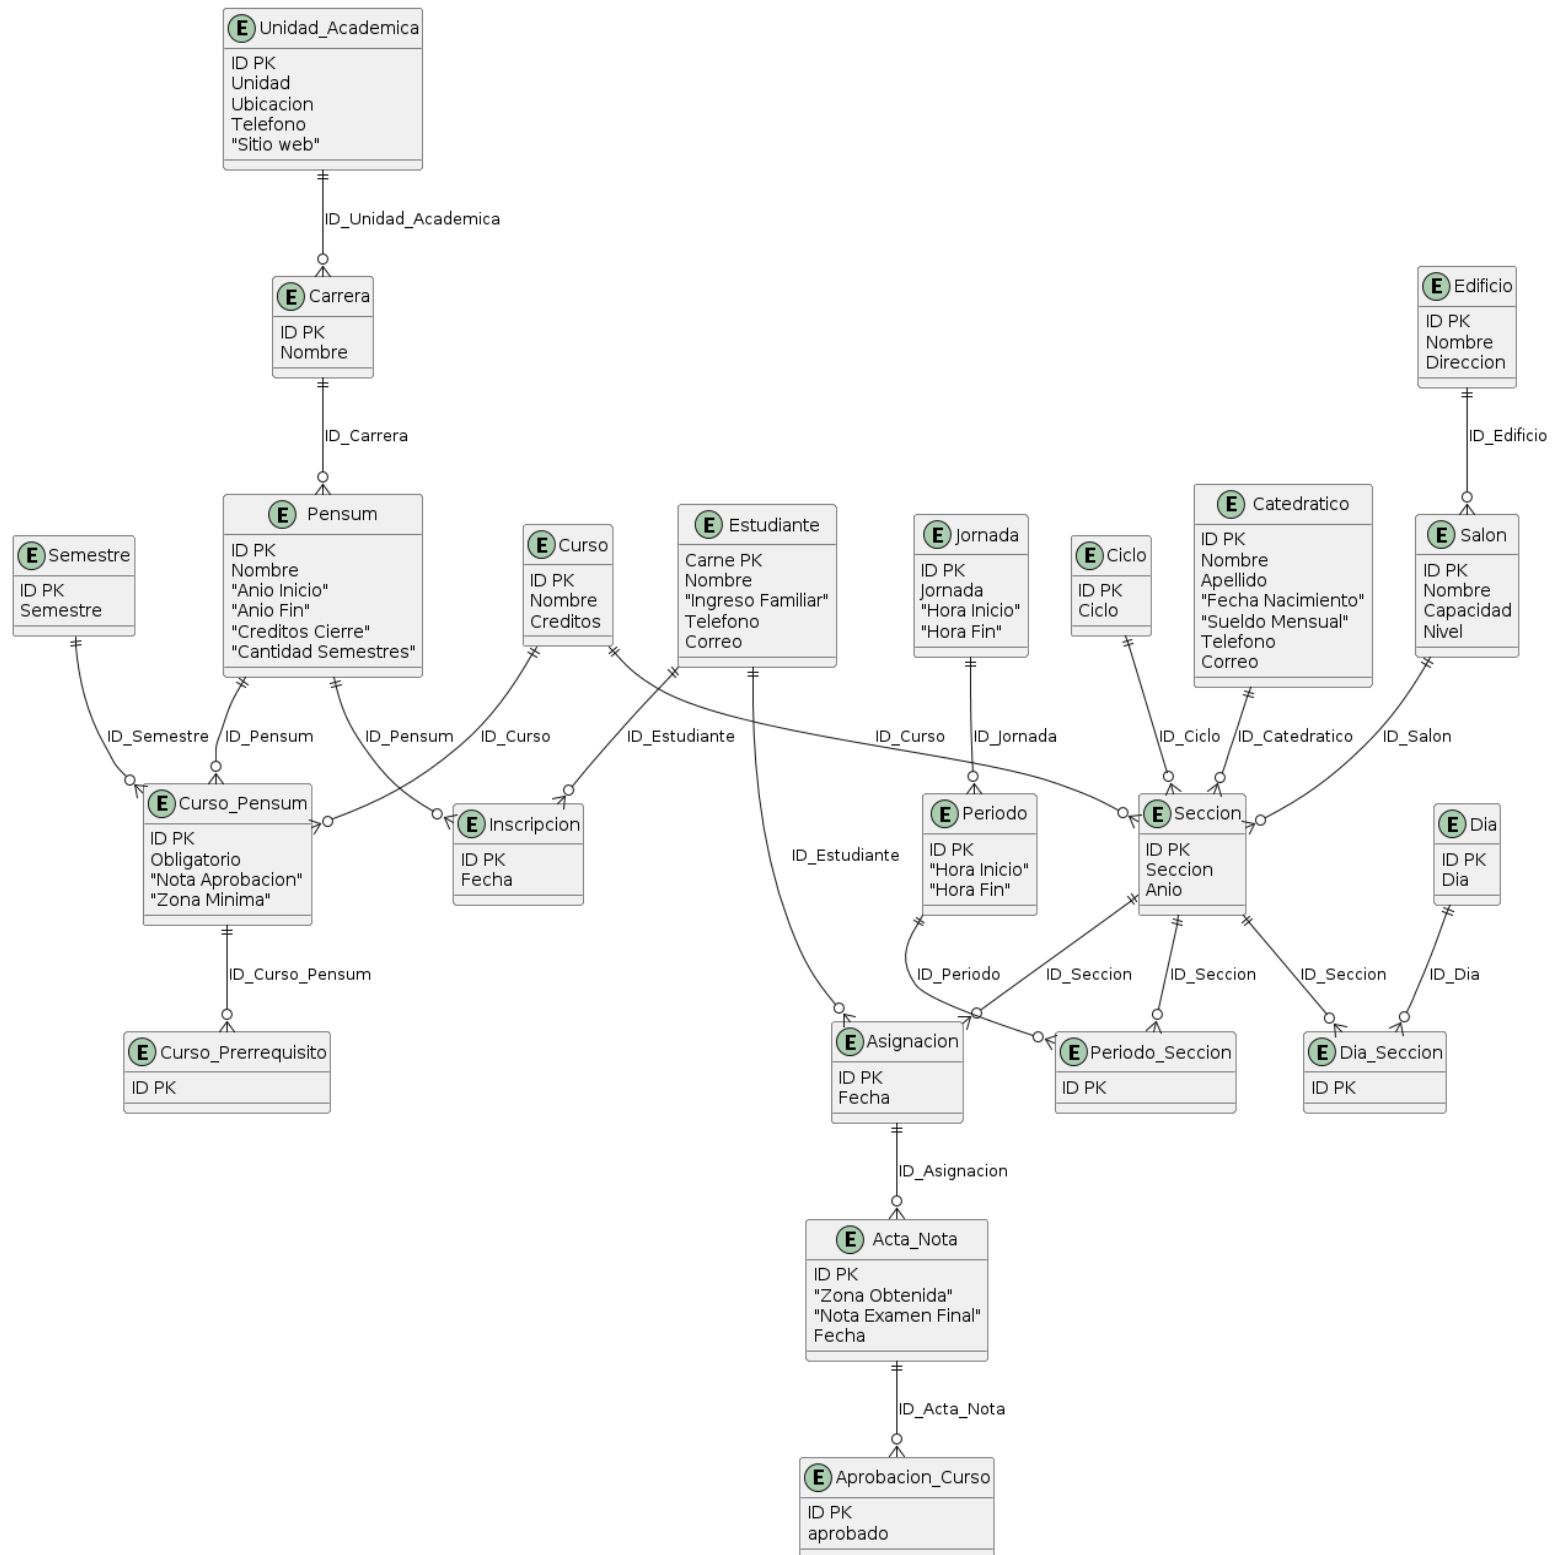 E Unidad_Academica
ID PK
Unidad
Ubicacion
Telefono
"Sitio web"
ID_Unidad_Academica
E Carrera
ID PK
Nombre
ID_Carrera
E Edificio
ID PK
Nombre
Direccion
ID_Edificio
E Semestre
ID PK
Semestre
E Pensum
ID PK
Nombre
"Anio Inicio"
"Anio Fin"
"Creditos Cierre"
"Cantidad Semestres"
E Curso
ID PK
Nombre
Creditos
E Estudiante
Carne PK
Nombre
"Ingreso Familiar"
Telefono
Correo
E Jornada
ID PK
Jornada
"Hora Inicio"
"Hora Fin"
E Ciclo
ID PK
Ciclo
E Catedratico
ID PK
Nombre
Apellido
"Fecha Nacimiento"
"Sueldo Mensual"
Telefono
Correo
E Salon
ID PK
Nombre
Capacidad
Nivel
ID_Semestre
ID_Pensum
ID_Pensum
ID_Curso
ID_Estudiante
ID_Curso
ID_Jornada
ID_Ciclo
ID_Catedratico
ID_Salon
E Curso_Pensum
ID PK
Obligatorio
"Nota Aprobacion"
"Zona Minima"
E Inscripcion
ID PK
Fecha
ID_Estudiante
E Periodo
ID PK
"Hora Inicio"
"Hora Fin"
E Seccion
ID PK
Seccion
Anio
E Dia
ID PK
Dia
ID_Curso_Pensum
ID_Periodo
ID_Seccion
ID_Seccion
ID_Seccion
ID_Dia
E Curso_Prerrequisito
ID PK
E Asignacion
ID PK
Fecha
E Periodo_Seccion
ID PK
E Dia_Seccion
ID PK
ID_Asignacion
E Acta_Nota
ID PK
"Zona Obtenida"
"Nota Examen Final"
Fecha
ID_Acta_Nota
E Aprobacion_Curso
ID PK
aprobado